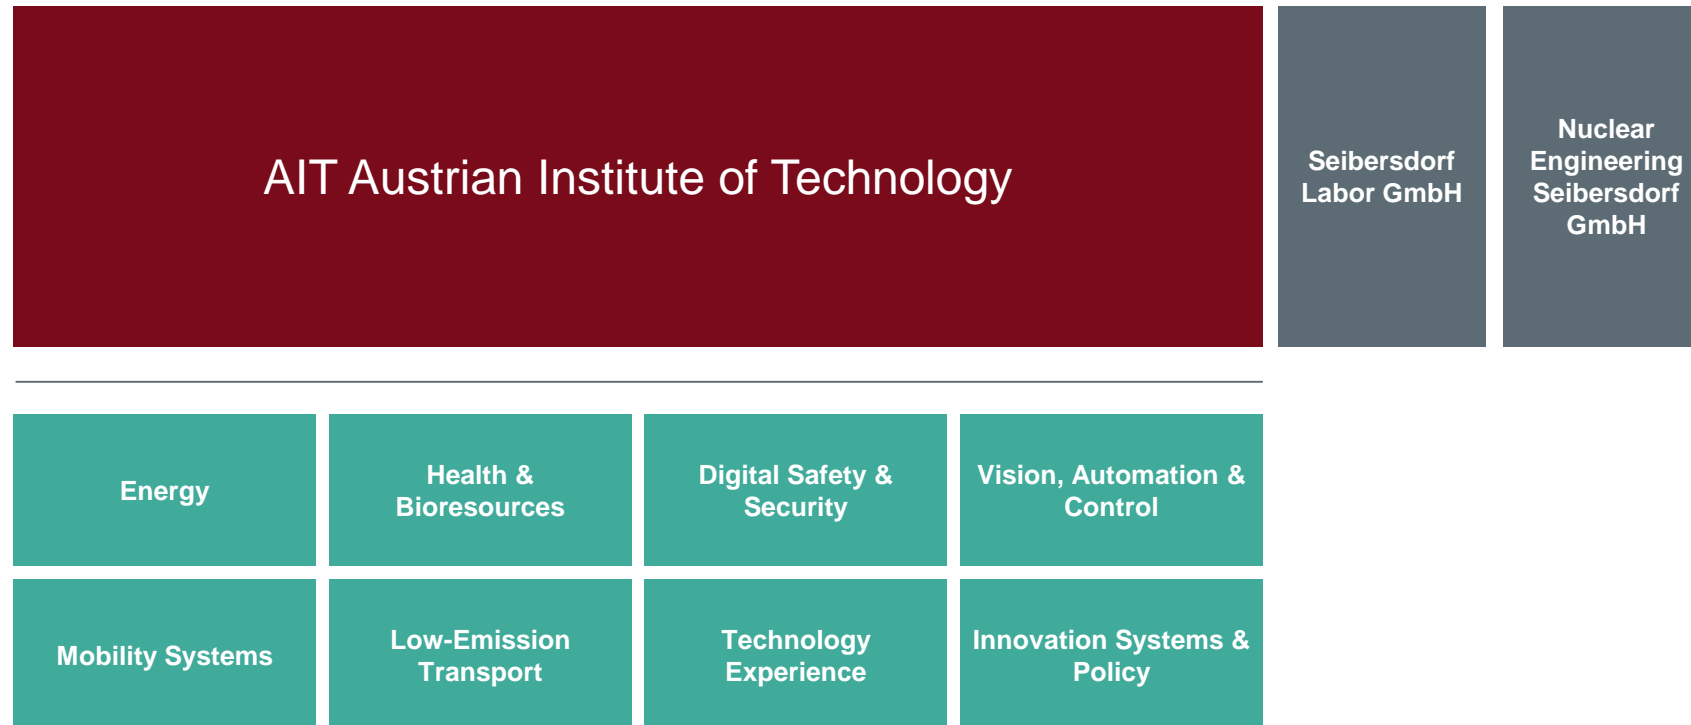 AIT Austrian Institute of Technology
Seibersdorf
Labor GmbH
Nuclear
Engineering
Seibersdorf
GmbH
Energy
Health &
Bioresources
Digital Safety &
Security
Vision, Automation &
Control
Mobility Systems
Low-Emission
Transport
Technology
Experience
Innovation Systems &
Policy